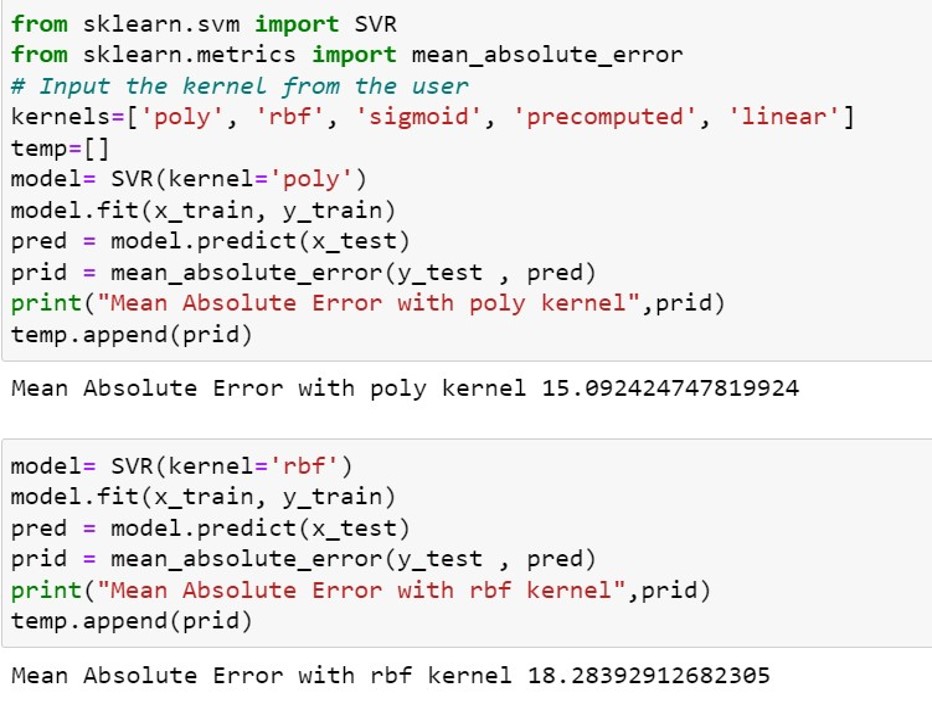 from sklearn.svm import SVR
from sklearn.metrics import mean_absolute_error
# Input the kernel from the user
kernels=['poly', 'rbf', 'sigmoid', 'precomputed', 'linear']
temp=[]
model= SVR(kernel='poly')
model.fit(x_train, y_train)
pred = model.predict(x_test)
prid = mean_absolute_error(y_test , pred)
print("Mean Absolute Error with poly kernel",prid)
temp.append(prid)
Mean Absolute Error with poly kernel 15.092424747819924
model= SVR(kernel='rbf')
model.fit(x_train, y_train)
pred = model.predict(x_test)
prid = mean_absolute_error(y_test , pred)
print("Mean Absolute Error with rbf kernel",prid)
temp.append(prid)
Mean Absolute Error with rbf kernel 18.28392912682305